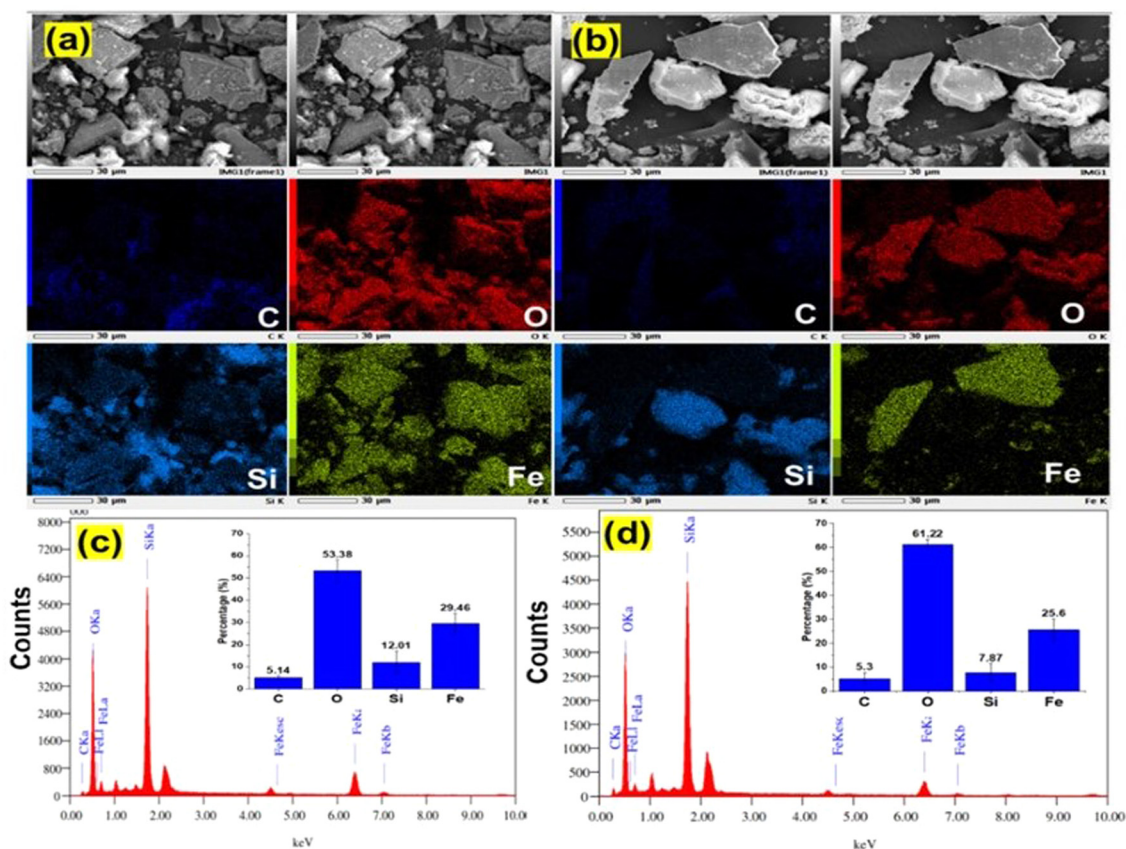 (a)
(b)
30 µm IMG1(frame1)
30 µm IMG1
30 µm IMG1(frame1)
30 µm IMG1
C
O
C
O
30 µm C K
30 µm O K
30 µm C K
30 µm O K
Si
Fe
Si
Fe
30 µm Si K
30 µm Fe K
30 µm Si K
30 µm Fe K
(c)
Counts
8000
7200
6400
5600
4800
4000
3200
2400
1600
800
0
0.00 1.00 2.00 3.00 4.00 5.00 6.00 7.00 8.00 9.00 10.0
keV
CKa
OKa
FeLl
FeLa
SiKa
FeKesc
FeKa
FeKb
Percentage (%)
70
60
50
40
30
20
10
0
5.14
53.38
12.01
29.46
C O Si Fe
(d)
Counts
5500
5000
4500
4000
3500
3000
2500
2000
1500
1000
500
0
0.00 1.00 2.00 3.00 4.00 5.00 6.00 7.00 8.00 9.00 10.00
keV
CKa
OKa
FeLl
FeLa
SiKa
FeKesc
FeKa
FeKb
Percentage (%)
70
60
50
40
30
20
10
0
5.3
61.22
7.87
25.6
C O Si Fe